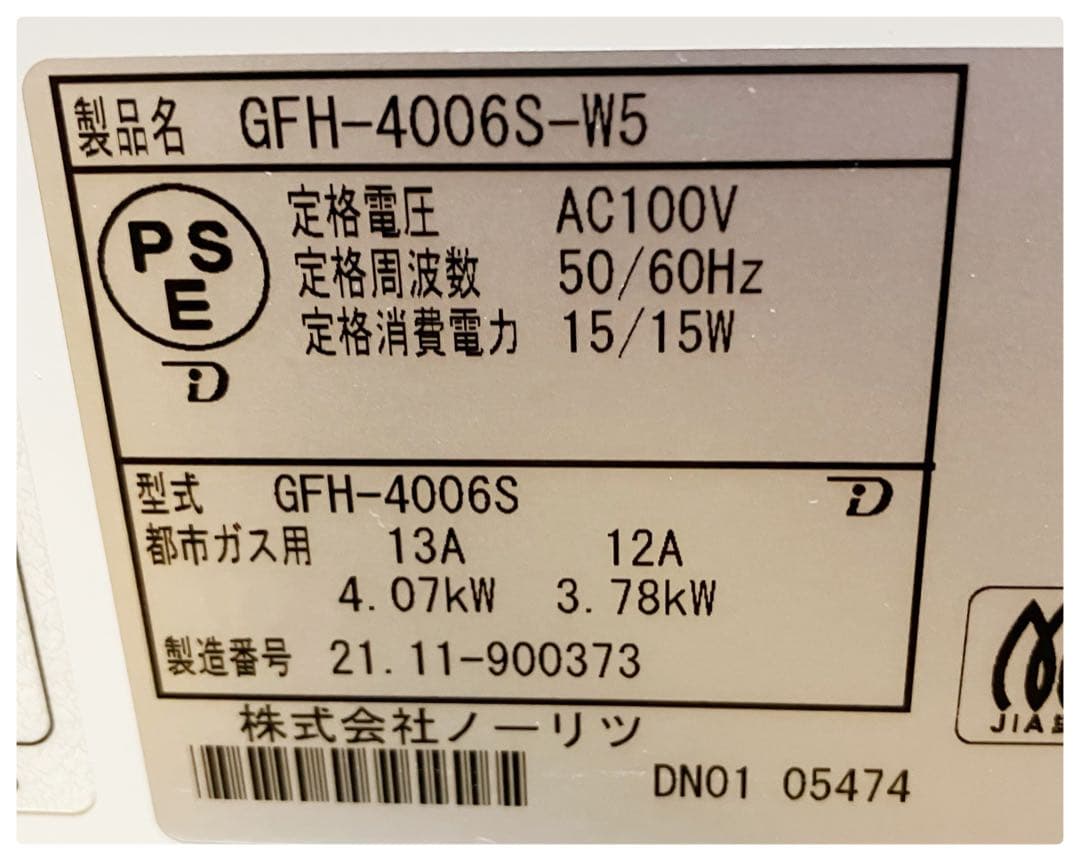 製品名 GFH-4006S-W5
PS
E
定格電圧 AC100V
定格周波数 50/60Hz
定格消費電力 15/15W
型式 GFH-4006S
都市ガス用 13A 12A
4.07kW 3.78kW
製造番号 21.11-900373
株式会社ノーリツ
DN01 05474
JIA